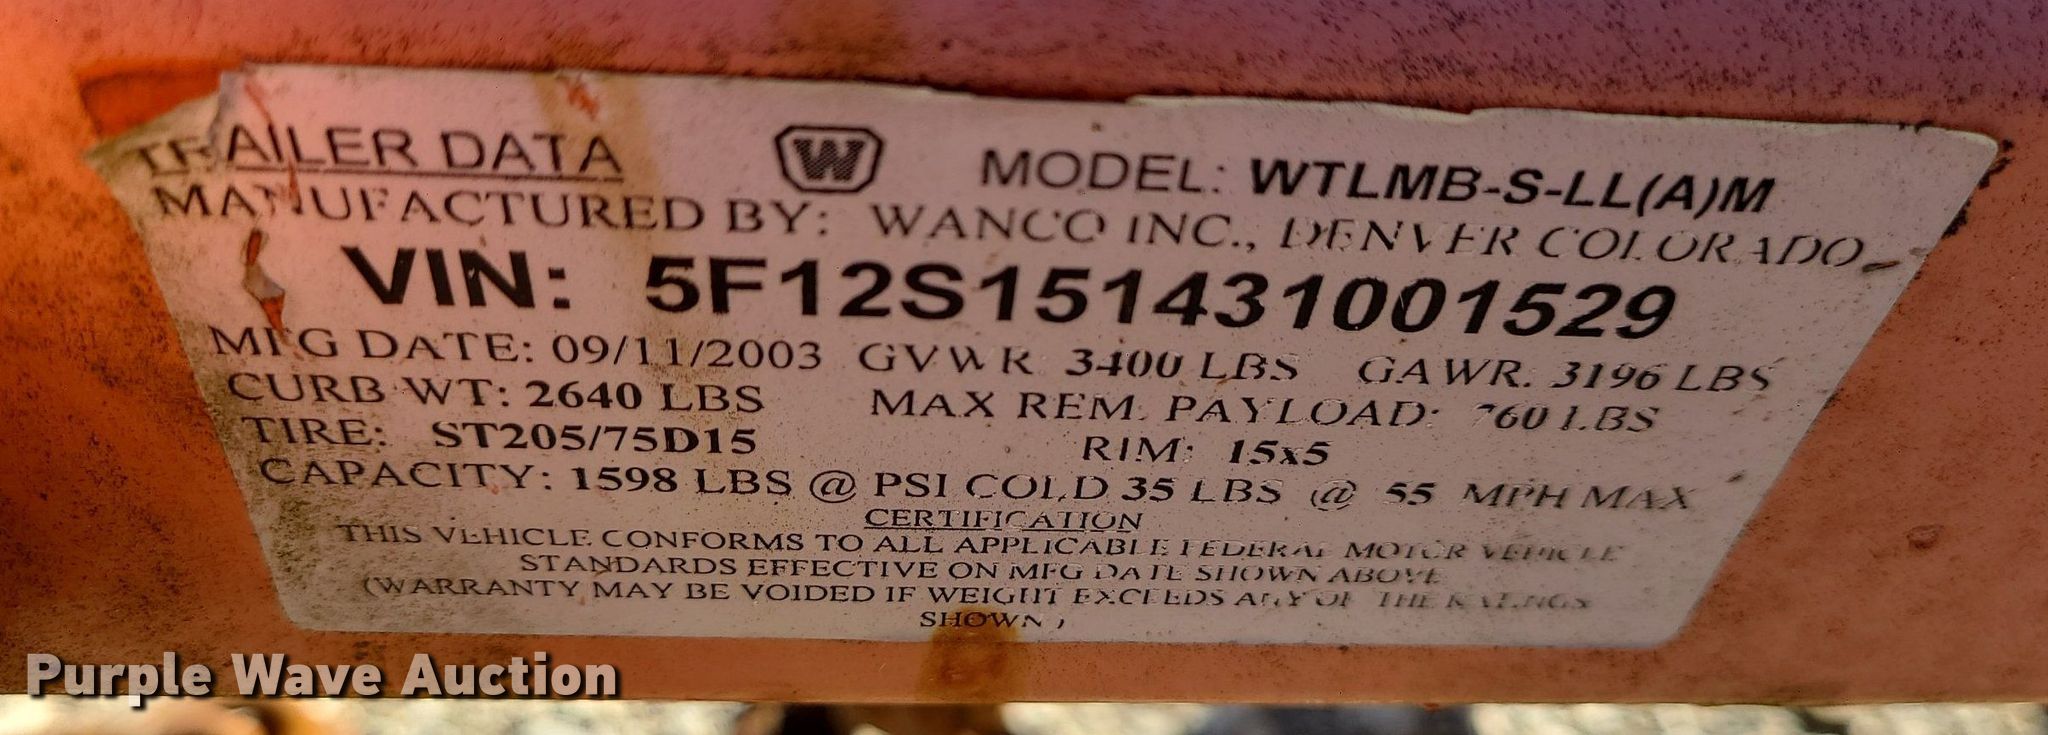 TRAILER DATA W MODEL: WTLMB-S-LL(A)M
MANUFACTURED BY: WANCO INC., DENVER COLORADO
VIN: 5F12S151431001529
MFG DATE: 09/11/2003 GVWR 3400 LBS GAWR. 3196 LBS
CURB WT: 2640 LBS MAX REM. PAYLOAD: 760 LBS
TIRE: ST205/75D15 RIM: 15x5
CAPACITY: 1598 LBS @ PSI COLD 35 LBS @ 55 MPH MAX
CERTIFICATION
THIS VEHICLE CONFORMS TO ALL APPLICABLE FEDERAL MOTOR VEHICLE
STANDARDS EFFECTIVE ON MFG DATE SHOWN ABOVE
(WARRANTY MAY BE VOIDED IF WEIGHT EXCEEDS ANY OF THE RATINGS
SHOWN)
Purple Wave Auction